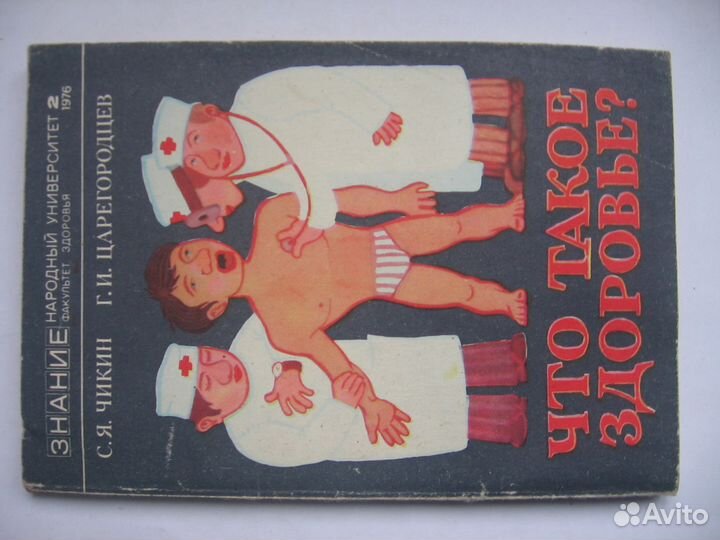 ЗНАНИЕ
НАРОДНЫЙ УНИВЕРСИТЕТ
ФАКУЛЬТЕТ ЗДОРОВЬЯ
2
1976
С.Я. ЧИКИН Г.И. ЦАРЕГОРОДЦЕВ
ЧТО ТАКОЕ
ЗДОРОВЬЕ?
Avito